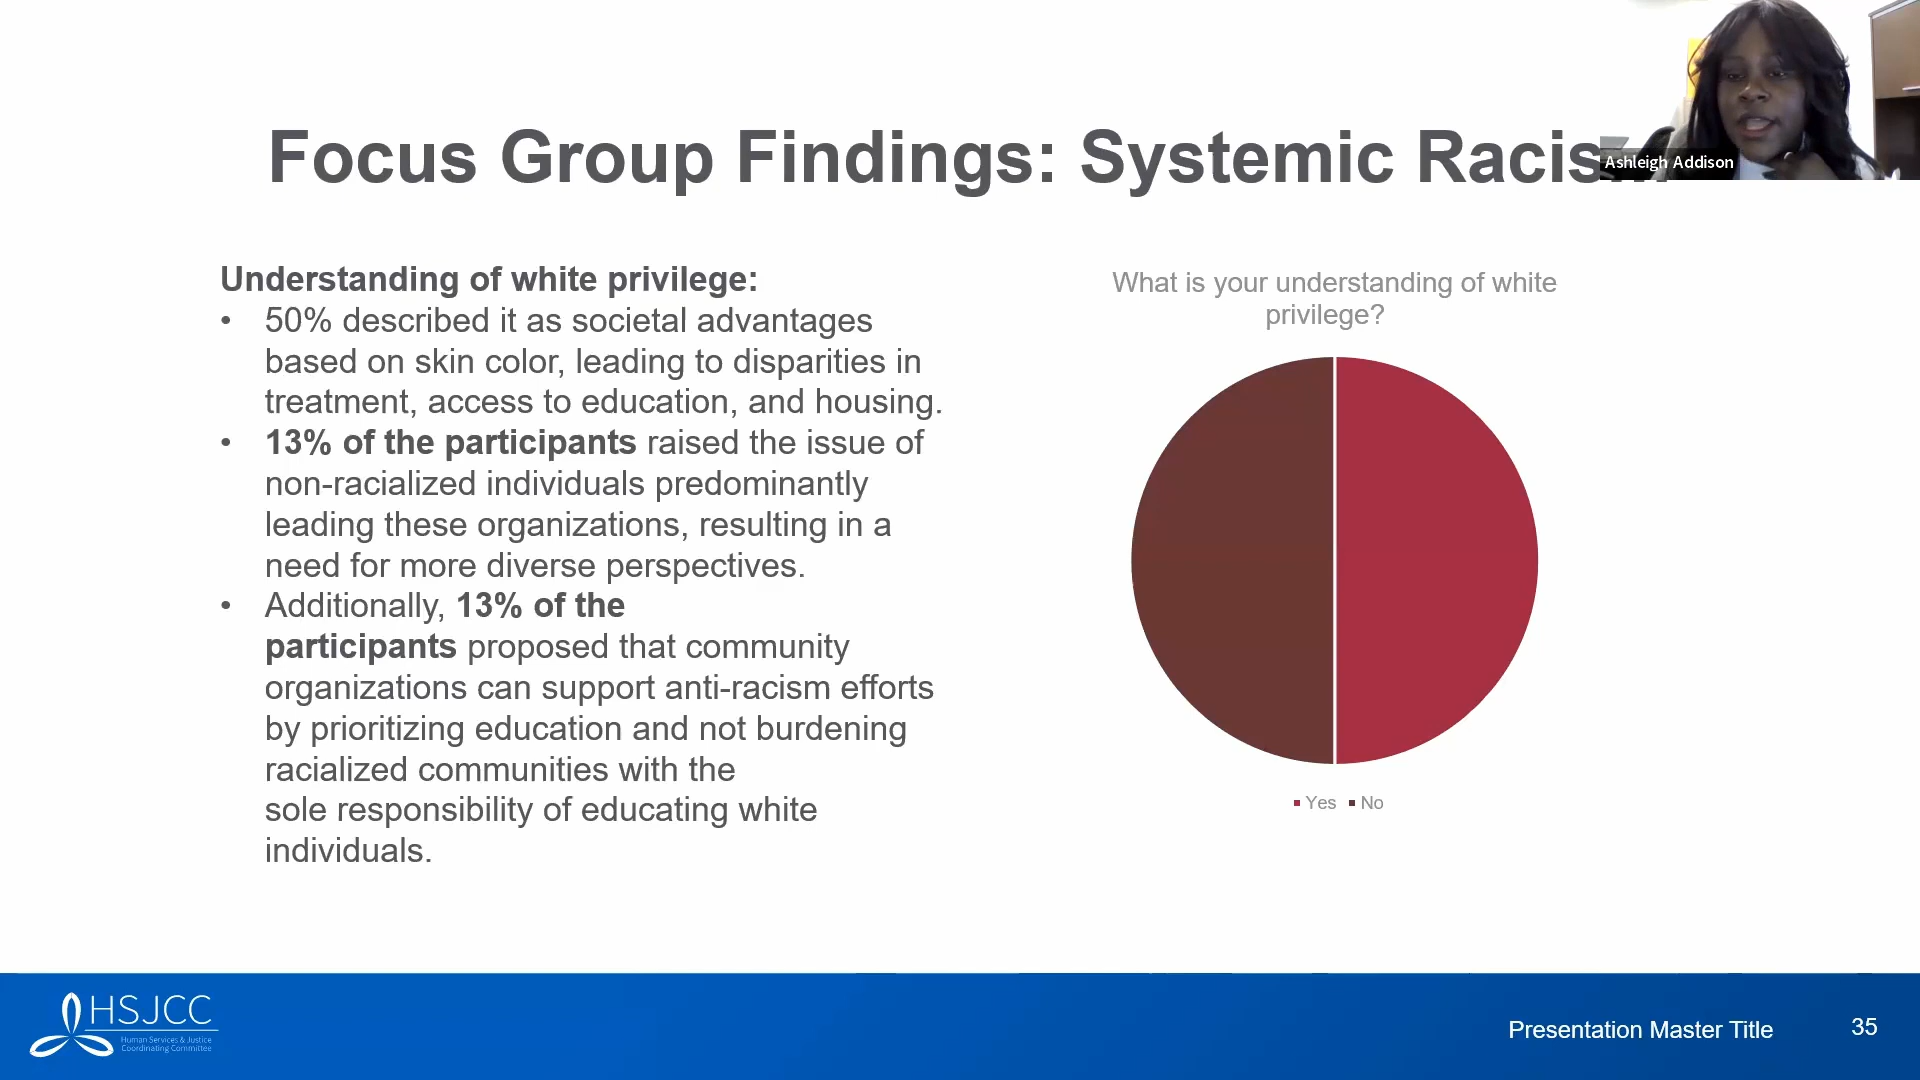 Focus Group Findings: Systemic
Ashleigh Addison
Understanding of white privilege:
• 50% described it as societal advantages
based on skin color, leading to disparities in
treatment, access to education, and housing.
• 13% of the participants raised the issue of
non-racialized individuals predominantly
leading these organizations, resulting in a
need for more diverse perspectives.
• Additionally, 13% of the
participants proposed that community
organizations can support anti-racism efforts
by prioritizing education and not burdening
racialized communities with the
sole responsibility of educating white
individuals.
What is your understanding of white
privilege?
Yes No
HSJCC
Human Services & Justice
Coordinating Committee
Presentation Master Title
35